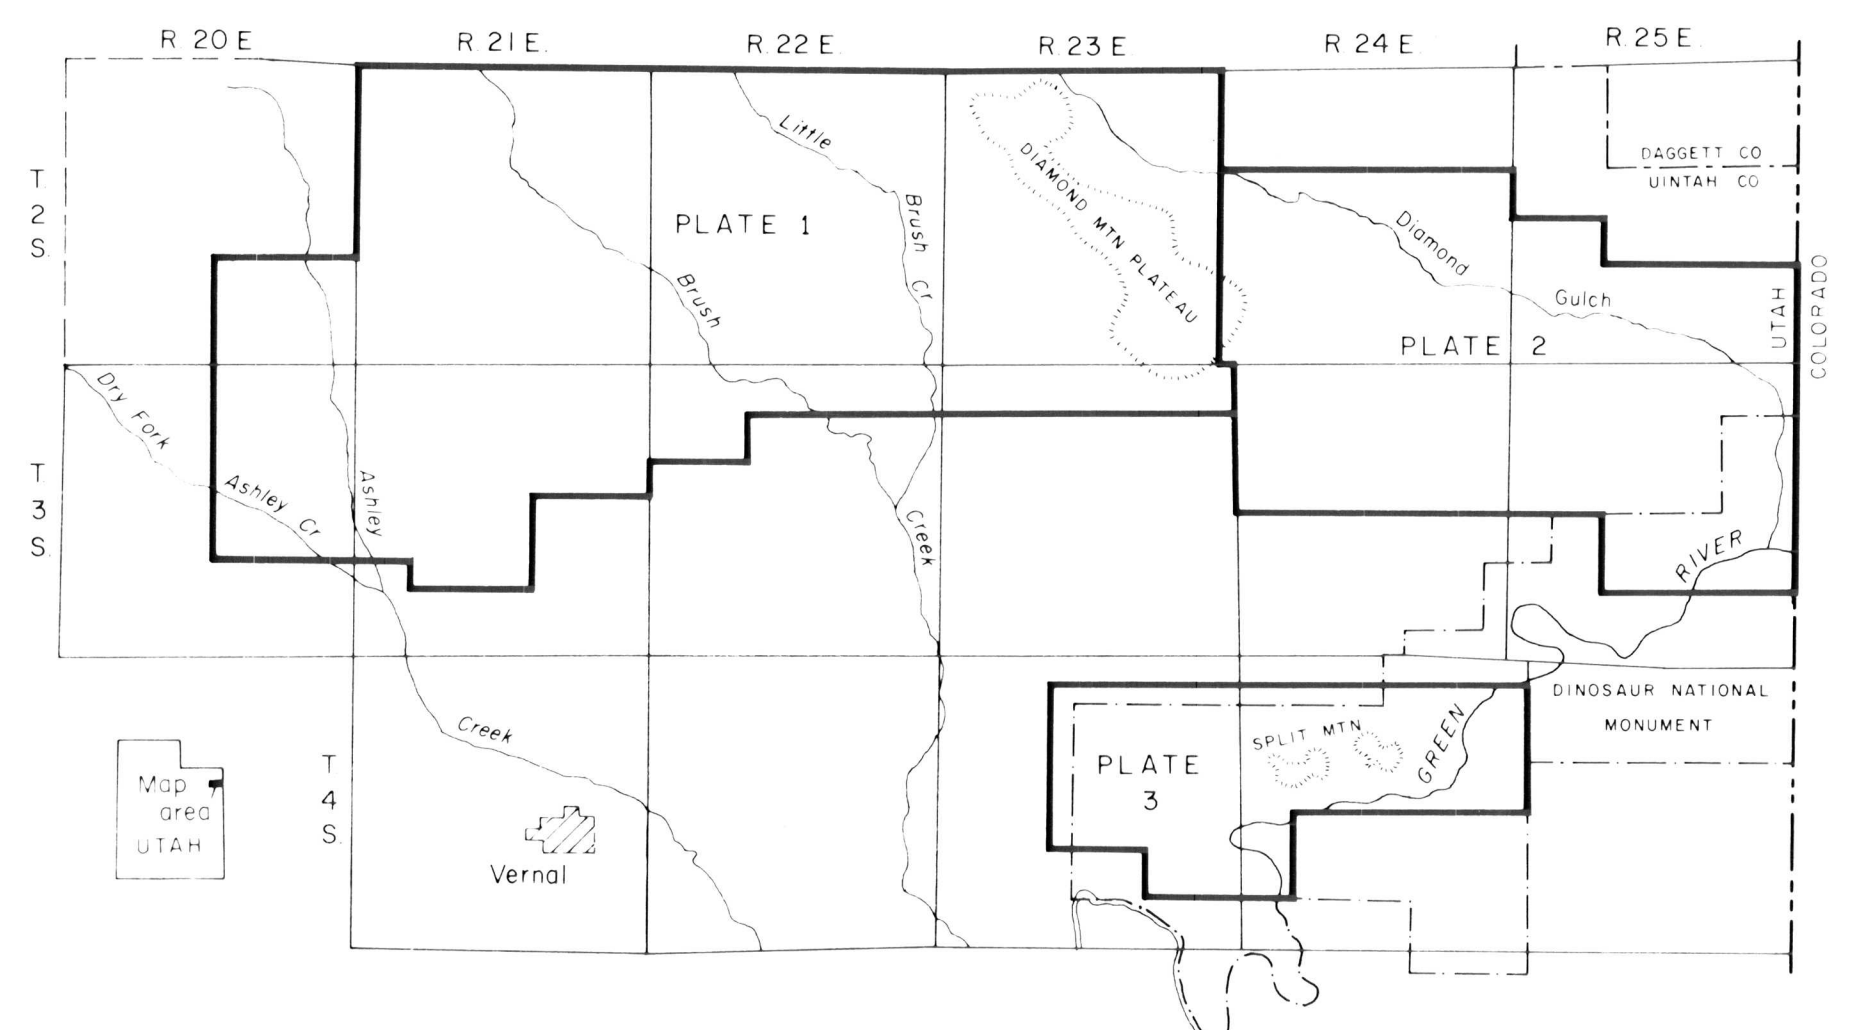 R. 20 E
R. 21 E.
R. 22 E.
R. 23 E
R. 24 E.
R. 25 E.
T.
2
S.
T.
3
S.
T
4
S.
DAGGETT CO
UINTAH CO
UTAH
COLORADO
PLATE 1
PLATE 2
PLATE
3
Little
Brush
Cr
Brush
Creek
DIAMOND MTN PLATEAU
Diamond
Gulch
Dry Fork
Ashley Cr
Ashley
Creek
GREEN
RIVER
SPLIT MTN
DINOSAUR NATIONAL
MONUMENT
Vernal
Map
area
UTAH